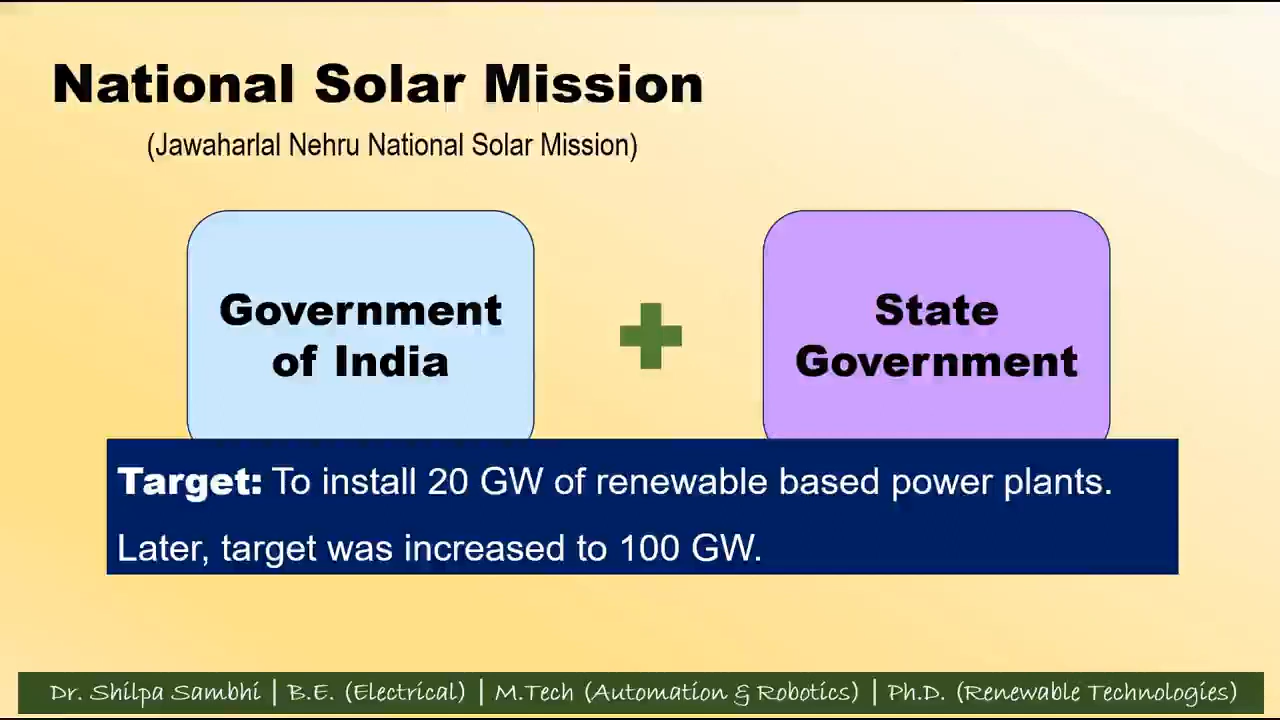 National Solar Mission
(Jawaharlal Nehru National Solar Mission)
Government
of India
State
Government
Target: To install 20 GW of renewable based power plants.
Later, target was increased to 100 GW.
Dr. Shilpa Sambhi | B.E. (Electrical) | M.Tech (Automation & Robotics) | Ph.D. (Renewable Technologies)